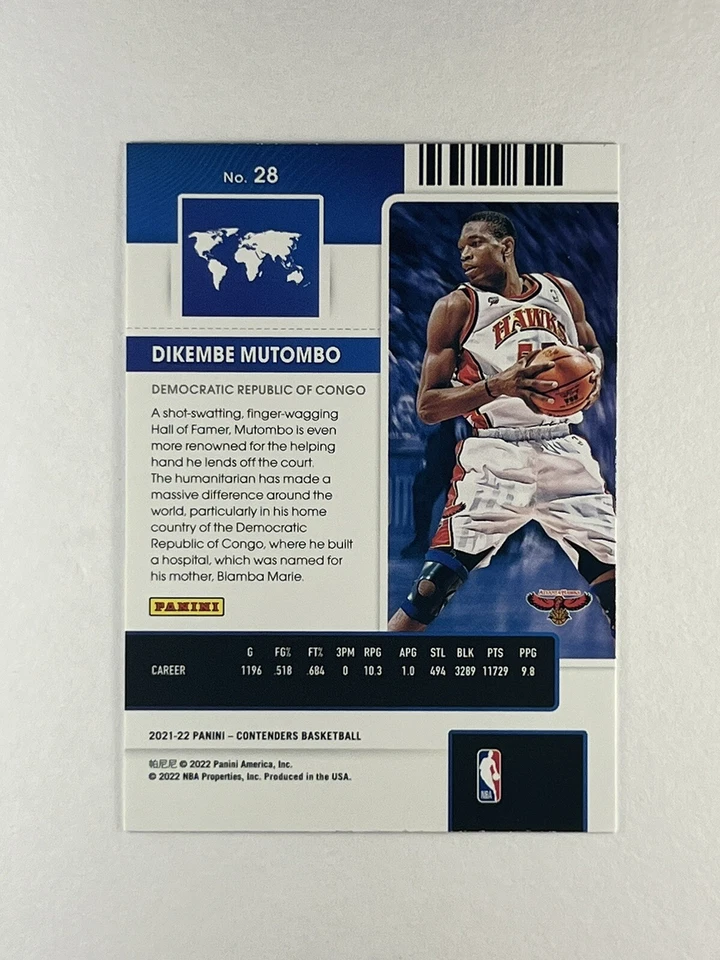 No. 28
DIKEMBE MUTOMBO
DEMOCRATIC REPUBLIC OF CONGO
A shot-swatting, finger-wagging
Hall of Famer, Mutombo is even
more renowned for the helping
hand he lends off the court.
The humanitarian has made a
massive difference around the
world, particularly in his home
country of the Democratic
Republic of Congo, where he built
a hospital, which was named for
his mother, Biamba Marie.
PANINI
HAWKS
G FG% FT% 3PM RPG APG STL BLK PTS PPG
CAREER 1196 .518 .684 0 10.3 1.0 494 3289 11729 9.8
2021-22 PANINI – CONTENDERS BASKETBALL
帕尼尼 © 2022 Panini America, Inc.
© 2022 NBA Properties, Inc. Produced in the USA.
NBA